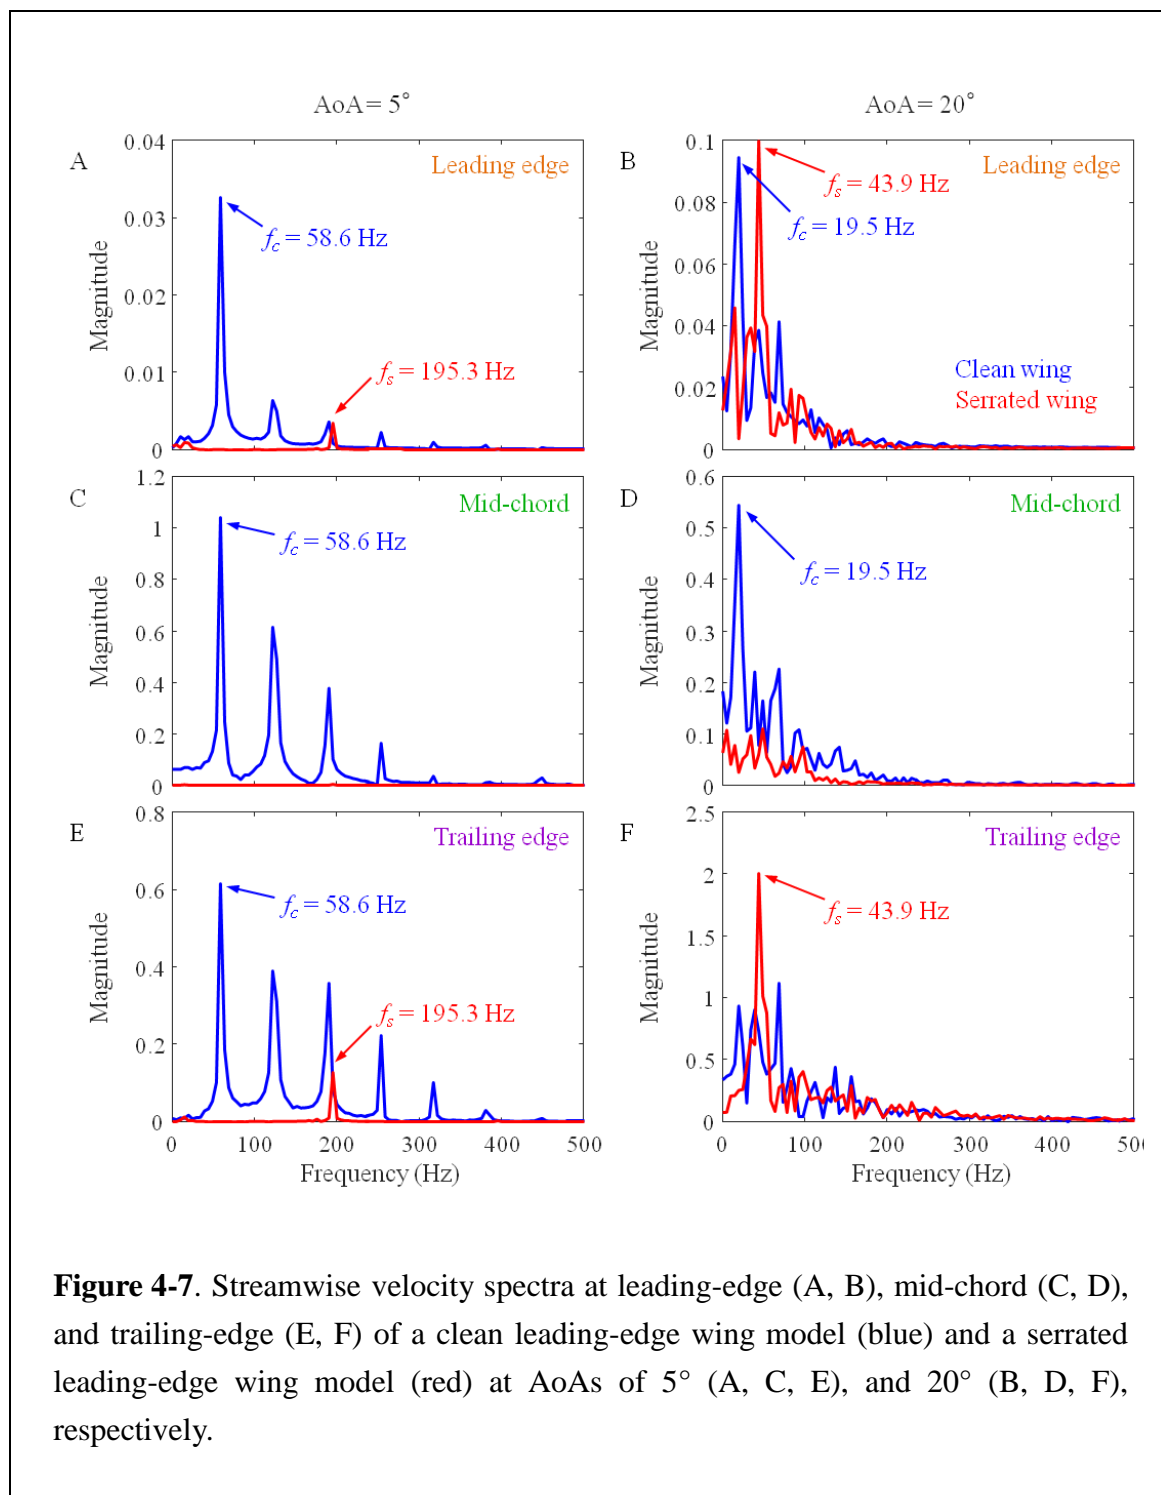 AoA = 5°
AoA = 20°
A
Leading edge
0.04
0.03
0.02
0.01
0
Magnitude
f_c = 58.6 Hz
f_s = 195.3 Hz
B
Leading edge
0.1
0.08
0.06
0.04
0.02
0
Magnitude
f_s = 43.9 Hz
f_c = 19.5 Hz
Clean wing
Serrated wing
C
Mid-chord
1.2
1
0.8
0.6
0.4
0.2
0
Magnitude
f_c = 58.6 Hz
D
Mid-chord
0.6
0.5
0.4
0.3
0.2
0.1
0
Magnitude
f_c = 19.5 Hz
E
Trailing edge
0.8
0.6
0.4
0.2
0
Magnitude
f_c = 58.6 Hz
f_s = 195.3 Hz
0 100 200 300 400 500
Frequency (Hz)
F
Trailing edge
2.5
2
1.5
1
0.5
0
Magnitude
f_s = 43.9 Hz
0 100 200 300 400 500
Frequency (Hz)
Figure 4-7. Streamwise velocity spectra at leading-edge (A, B), mid-chord (C, D),
and trailing-edge (E, F) of a clean leading-edge wing model (blue) and a serrated
leading-edge wing model (red) at AoAs of 5° (A, C, E), and 20° (B, D, F),
respectively.